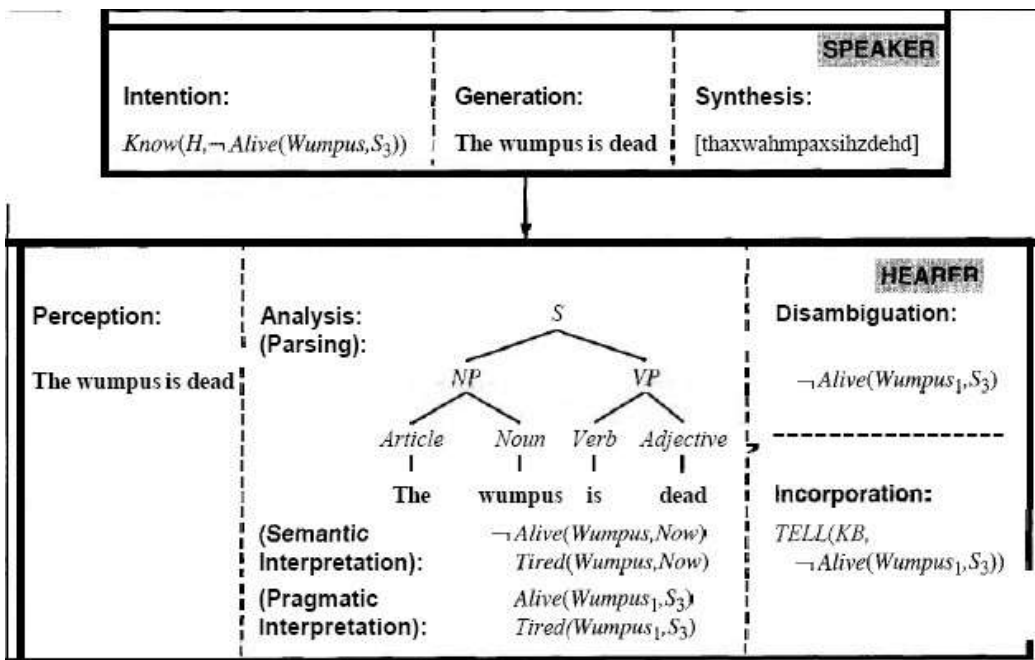 SPEAKER
Intention:
Know(H,¬Alive(Wumpus,S₃))
Generation:
The wumpus is dead
Synthesis:
[thaxwahmpaxsihzdehd]
HEARER
Perception:
The wumpus is dead
Analysis:
(Parsing):
S
NP VP
Article Noun Verb Adjective
The wumpus is dead
(Semantic ¬Alive(Wumpus,Now)
Interpretation): Tired(Wumpus,Now)
(Pragmatic Alive(Wumpus₁,S₃)
Interpretation): Tired(Wumpus₁,S₃)
Disambiguation:
¬Alive(Wumpus₁,S₃)
Incorporation:
TELL(KB,
¬Alive(Wumpus₁,S₃))